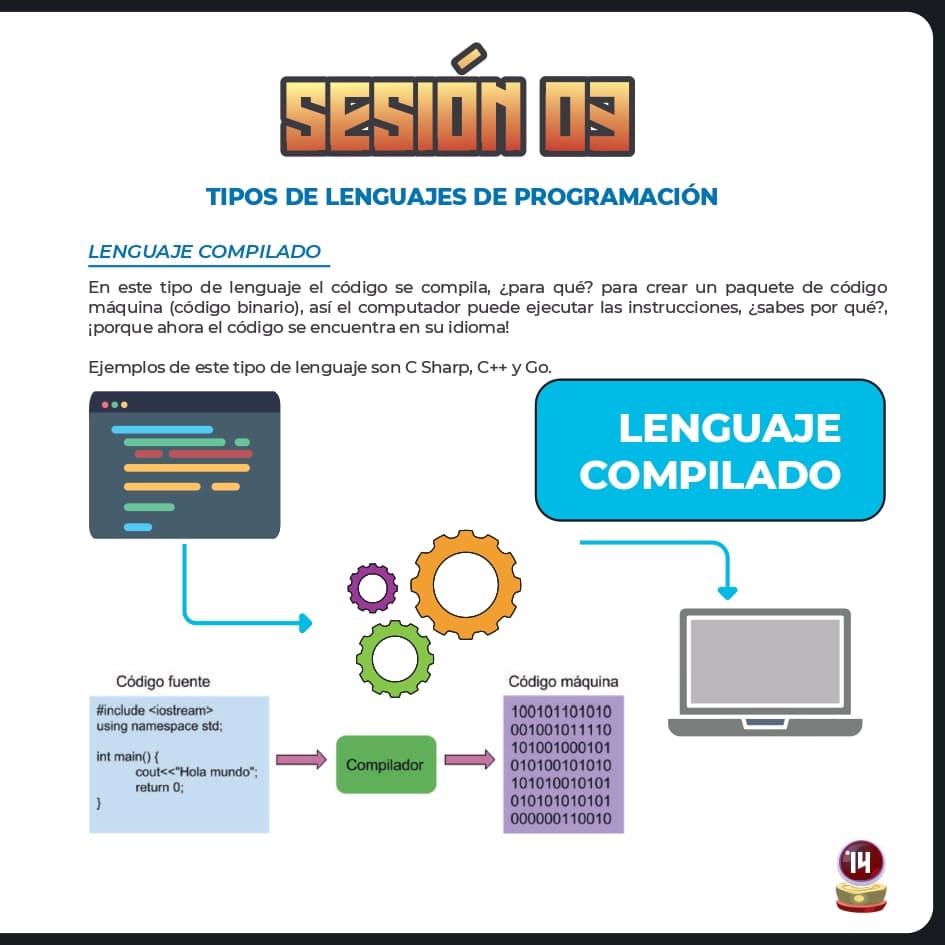 SESIÓN 03
TIPOS DE LENGUAJES DE PROGRAMACIÓN
LENGUAJE COMPILADO
En este tipo de lenguaje el código se compila, ¿para qué? para crear un paquete de código
máquina (código binario), así el computador puede ejecutar las instrucciones, ¿sabes por qué?,
¡porque ahora el código se encuentra en su idioma!
Ejemplos de este tipo de lenguaje son C Sharp, C++ y Go.
LENGUAJE
COMPILADO
Código fuente
#include <iostream>
using namespace std;
int main() {
cout<<"Hola mundo";
return 0;
}
Compilador
Código máquina
100101101010
001001011110
101001000101
010100101010
101010010101
010101010101
000000110010
14